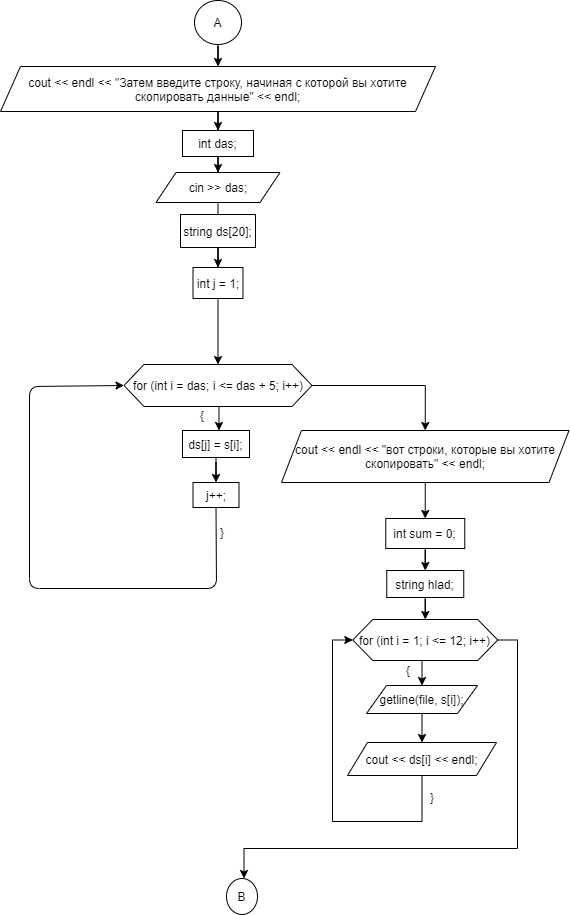 A
cout << endl << "Затем введите строку, начиная с которой вы хотите
скопировать данные" << endl;
int das;
cin >> das;
string ds[20];
int j = 1;
for (int i = das; i <= das + 5; i++)
{
ds[j] = s[i];
j++;
}
cout << endl << "вот строки, которые вы хотите
скопировать" << endl;
int sum = 0;
string hlad;
for (int i = 1; i <= 12; i++)
{
getline(file, s[i]);
cout << ds[i] << endl;
}
B